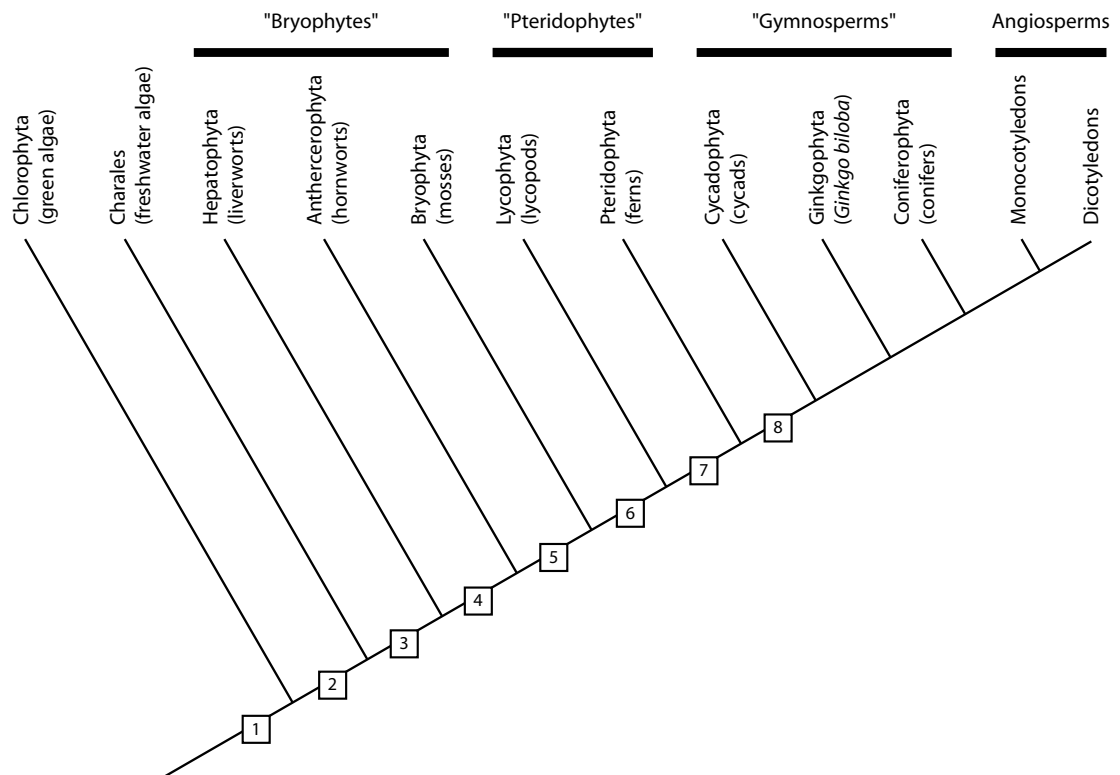 "Bryophytes"
"Pteridophytes"
"Gymnosperms"
Angiosperms
Chlorophyta
(green algae)
Charales
(freshwater algae)
Hepatophyta
(liverworts)
Anthercerophyta
(hornworts)
Bryophyta
(mosses)
Lycophyta
(lycopods)
Pteridophyta
(ferns)
Cycadophyta
(cycads)
Ginkgophyta
(Ginkgo biloba)
Coniferophyta
(conifers)
Monocotyledons
Dicotyledons
8
7
6
5
4
3
2
1